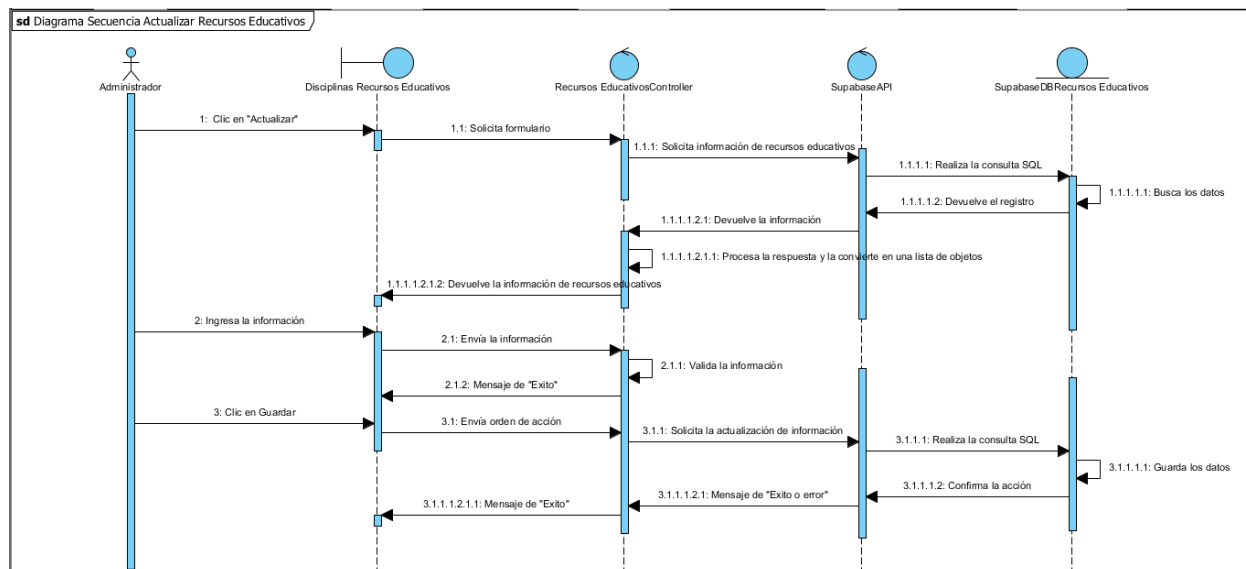 sd Diagrama Secuencia Actualizar Recursos Educativos
Administrador
Disciplinas Recursos Educativos
Recursos EducativosController
SupabaseAPI
SupabaseDBRecursos Educativos
1: Clic en "Actualizar"
1.1: Solicita formulario
1.1.1: Solicita información de recursos educativos
1.1.1.1: Realiza la consulta SQL
1.1.1.1.1: Busca los datos
1.1.1.1.2: Devuelve el registro
1.1.1.1.2.1: Devuelve la información
1.1.1.1.2.1.1: Procesa la respuesta y la convierte en una lista de objetos
1.1.1.1.2.1.2: Devuelve la información de recursos educativos
2: Ingresa la información
2.1: Envía la información
2.1.1: Valida la información
2.1.2: Mensaje de "Exito"
3: Clic en Guardar
3.1: Envía orden de acción
3.1.1: Solicita la actualización de información
3.1.1.1: Realiza la consulta SQL
3.1.1.1.1: Guarda los datos
3.1.1.1.2: Confirma la acción
3.1.1.1.2.1: Mensaje de "Exito o error"
3.1.1.1.2.1.1: Mensaje de "Exito"